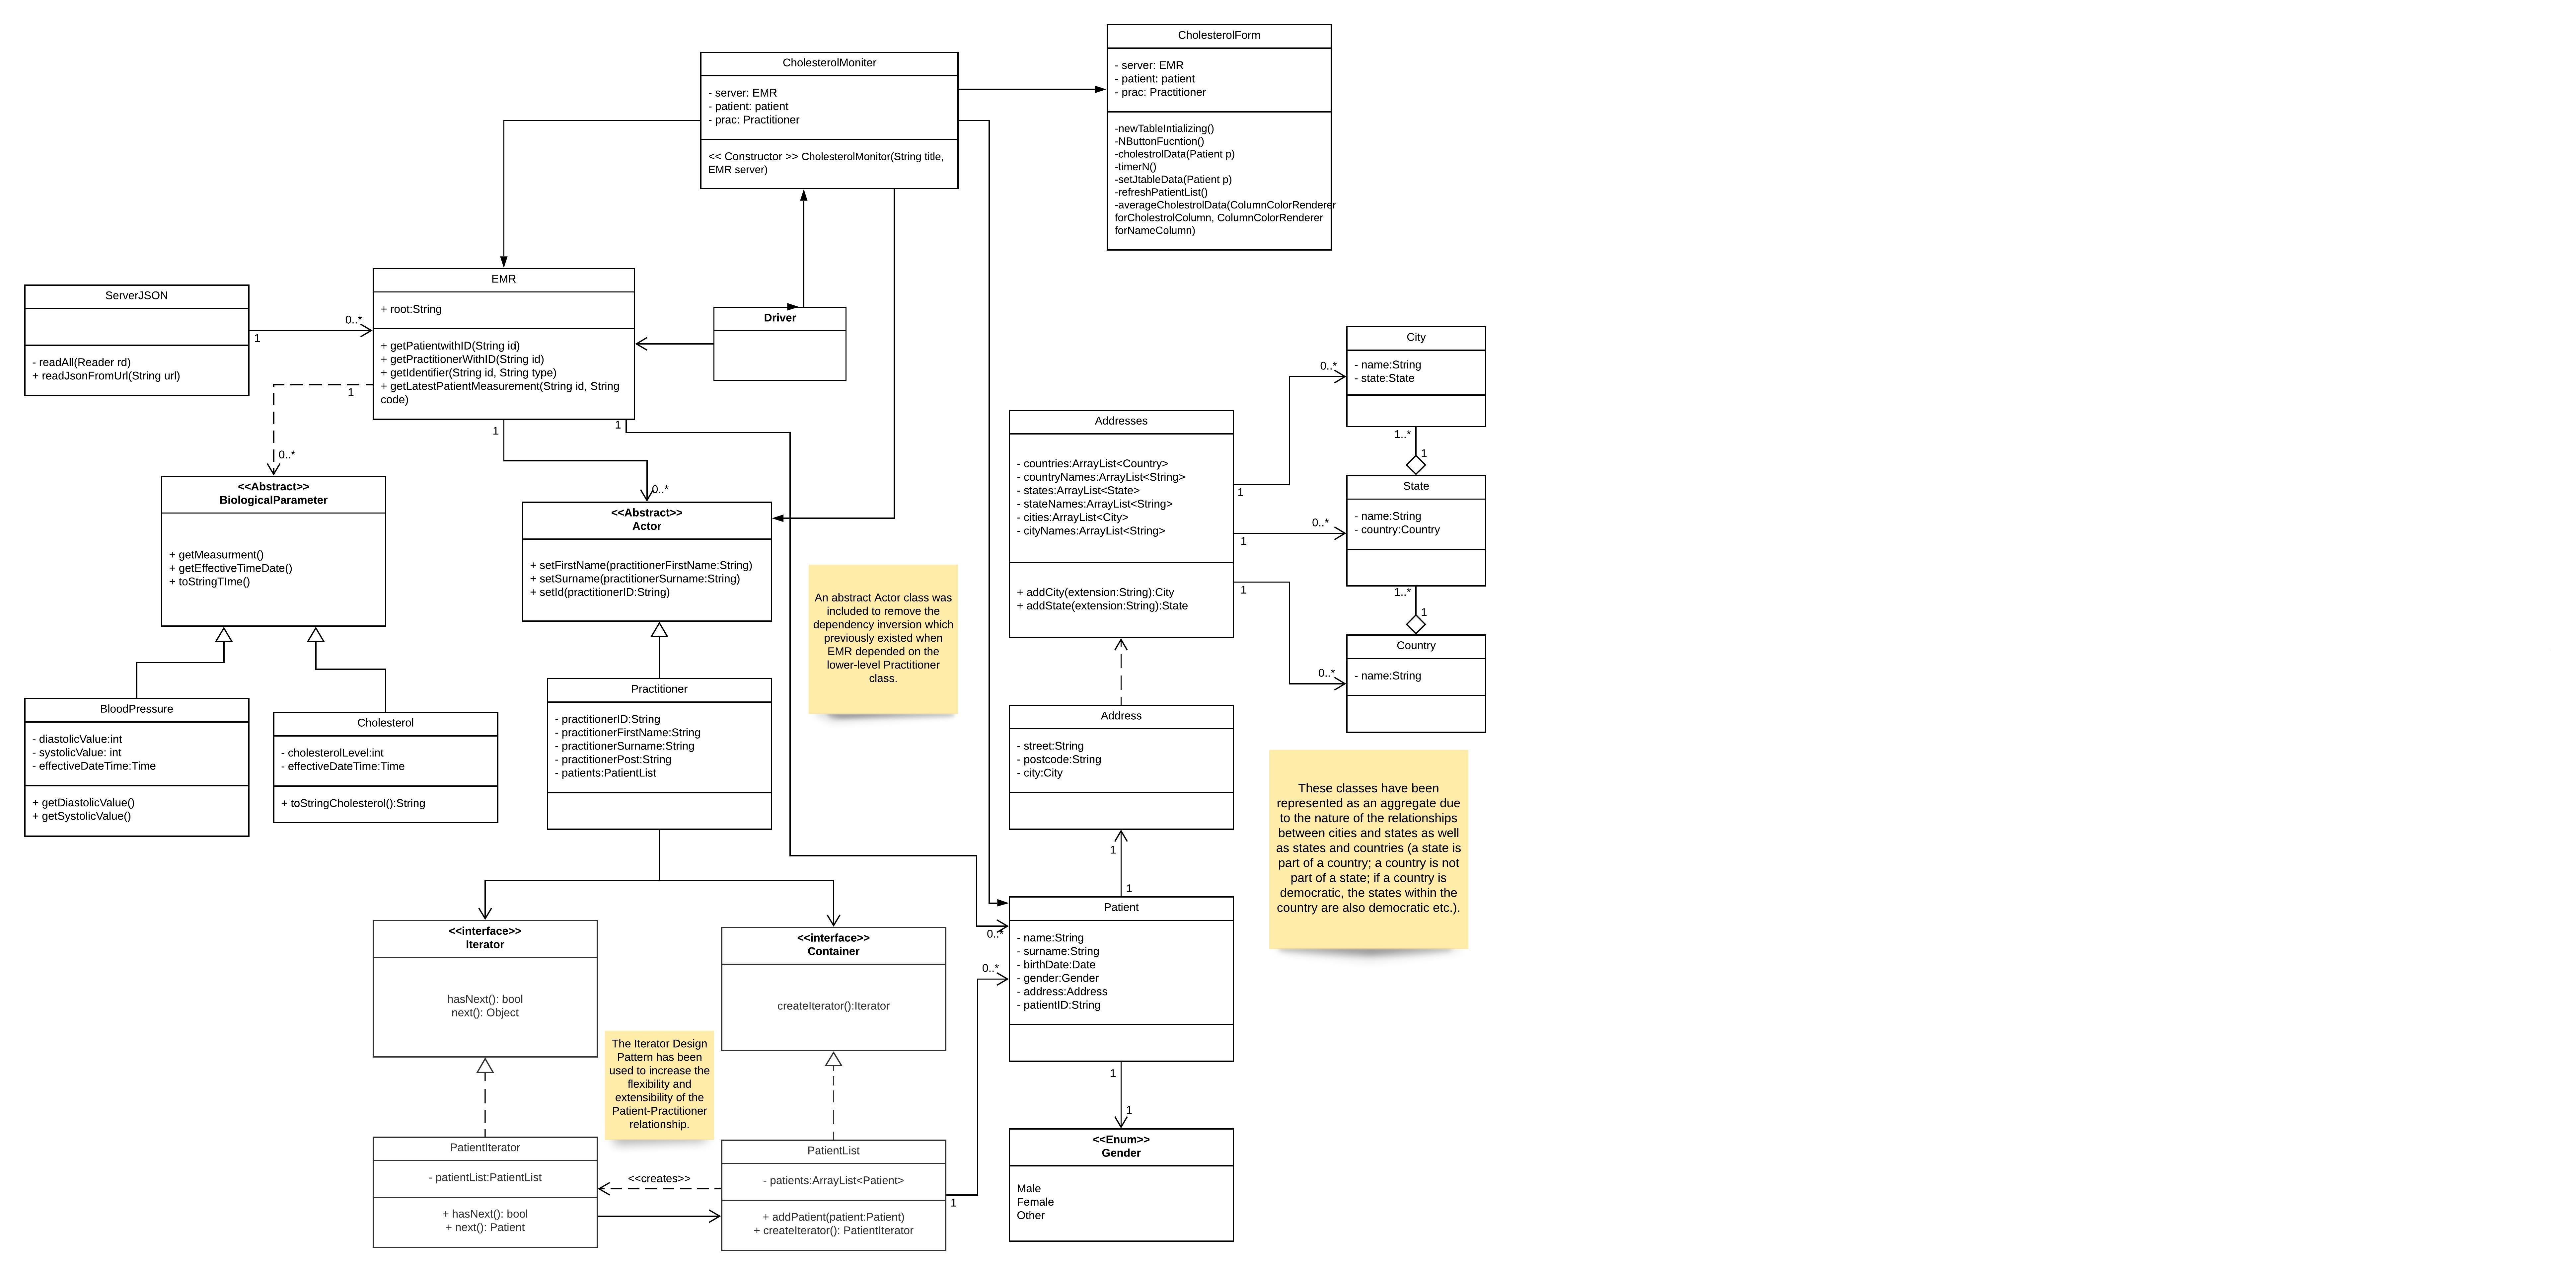 CholesterolForm
- server: EMR
- patient: patient
- prac: Practitioner
-newTableIntializing()
-NButtonFucntion()
-cholestrolData(Patient p)
-timerN()
-setJtableData(Patient p)
-refreshPatientList()
-averageCholestrolData(ColumnColorRenderer
forCholestrolColumn, ColumnColorRenderer
forNameColumn)
CholesterolMoniter
- server: EMR
- patient: patient
- prac: Practitioner
<< Constructor >> CholesterolMonitor(String title,
EMR server)
ServerJSON
- readAll(Reader rd)
+ readJsonFromUrl(String url)
1
0..*
EMR
+ root:String
+ getPatientwithID(String id)
+ getPractitionerWithID(String id)
+ getIdentifier(String id, String type)
+ getLatestPatientMeasurement(String id, String
code)
Driver
1
0..*
1
0..*
1
<<Abstract>>
BiologicalParameter
+ getMeasurment()
+ getEffectiveTimeDate()
+ toStringTIme()
<<Abstract>>
Actor
+ setFirstName(practitionerFirstName:String)
+ setSurname(practitionerSurname:String)
+ setId(practitionerID:String)
An abstract Actor class was
included to remove the
dependency inversion which
previously existed when
EMR depended on the
lower-level Practitioner
class.
Addresses
- countries:ArrayList<Country>
- countryNames:ArrayList<String>
- states:ArrayList<State>
- stateNames:ArrayList<String>
- cities:ArrayList<City>
- cityNames:ArrayList<String>
+ addCity(extension:String):City
+ addState(extension:String):State
1
0..*
1
0..*
1
0..*
City
- name:String
- state:State
1..*
1
State
- name:String
- country:Country
1..*
1
Country
- name:String
BloodPressure
- diastolicValue:int
- systolicValue: int
- effectiveDateTime:Time
+ getDiastolicValue()
+ getSystolicValue()
Cholesterol
- cholesterolLevel:int
- effectiveDateTime:Time
+ toStringCholesterol():String
Practitioner
- practitionerID:String
- practitionerFirstName:String
- practitionerSurname:String
- practitionerPost:String
- patients:PatientList
Address
- street:String
- postcode:String
- city:City
1
1
These classes have been
represented as an aggregate due
to the nature of the relationships
between cities and states as well
as states and countries (a state is
part of a country; a country is not
part of a state; if a country is
democratic, the states within the
country are also democratic etc.).
<<interface>>
Iterator
hasNext(): bool
next(): Object
<<interface>>
Container
createIterator():Iterator
0..*
0..*
Patient
- name:String
- surname:String
- birthDate:Date
- gender:Gender
- address:Address
- patientID:String
1
1
The Iterator Design
Pattern has been
used to increase the
flexibility and
extensibility of the
Patient-Practitioner
relationship.
PatientIterator
- patientList:PatientList
+ hasNext(): bool
+ next(): Patient
<<creates>>
PatientList
- patients:ArrayList<Patient>
+ addPatient(patient:Patient)
+ createIterator(): PatientIterator
1
<<Enum>>
Gender
Male
Female
Other